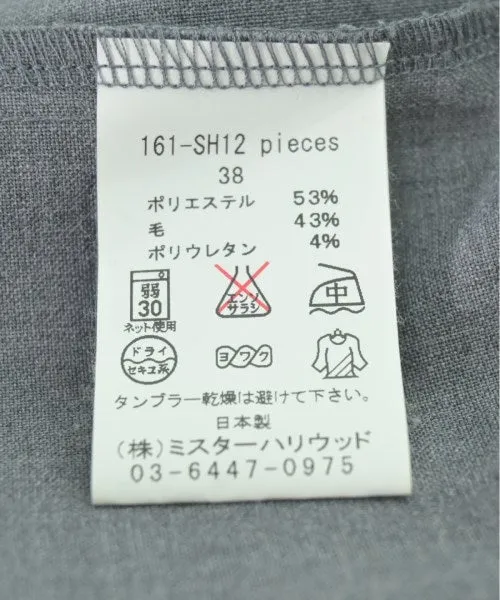 161-SH12 pieces
38
ポリエステル 53%
毛 43%
ポリウレタン 4%
弱
30
ネット使用
エンソ
サラシ
中
ドライ
セキユ系
ヨワク
タンブラー乾燥は避けて下さい。
日本製
(株)ミスターハリウッド
03-6447-0975